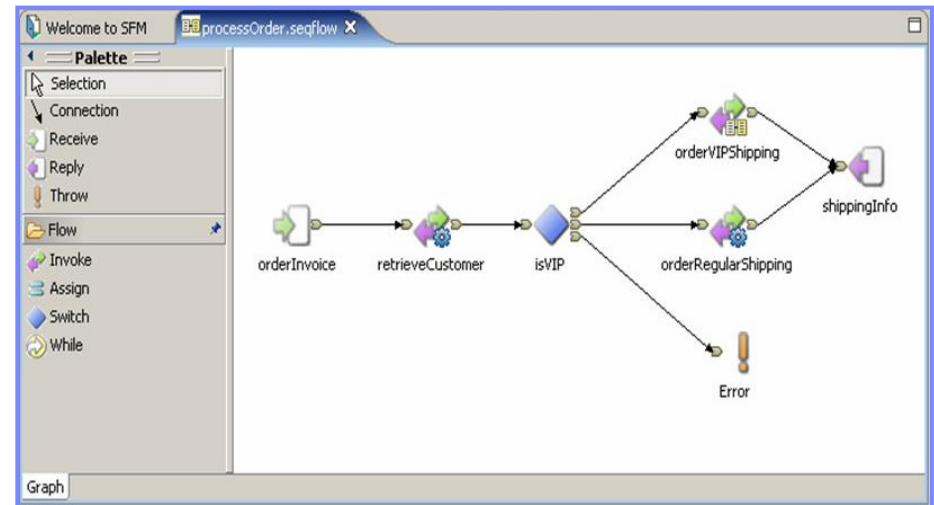 Welcome to SFM
processOrder.seqflow
Palette
Selection
Connection
Receive
Reply
Throw
Flow
Invoke
Assign
Switch
While
orderVIPShipping
shippingInfo
orderInvoice
retrieveCustomer
isVIP
orderRegularShipping
Error
Graph